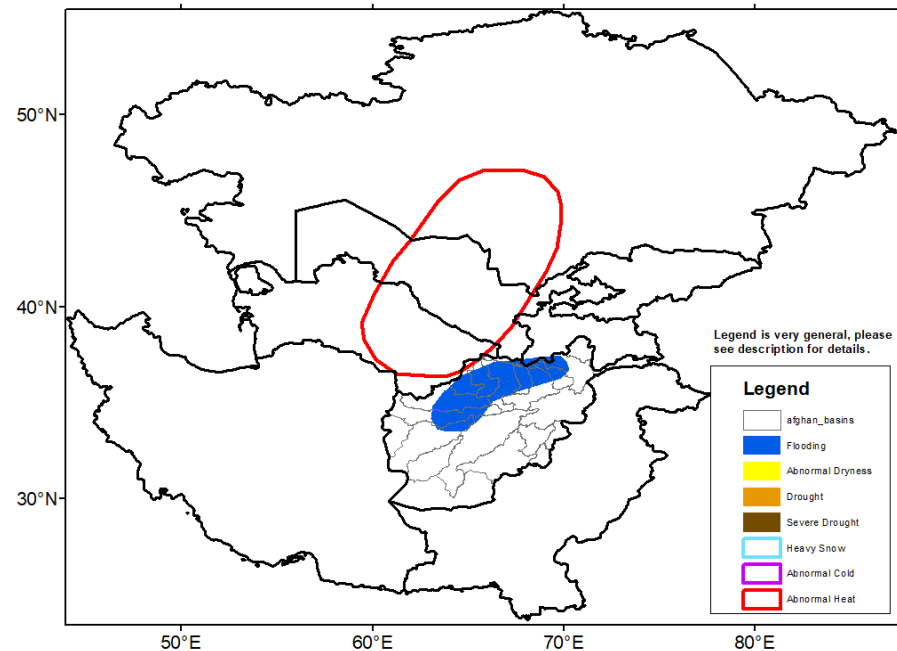 50°N
40°N
30°N
50°E
60°E
70°E
80°E
Legend is very general, please
see description for details.
Legend
afghan_basins
Flooding
Abnormal Dryness
Drought
Severe Drought
Heavy Snow
Abnormal Cold
Abnormal Heat